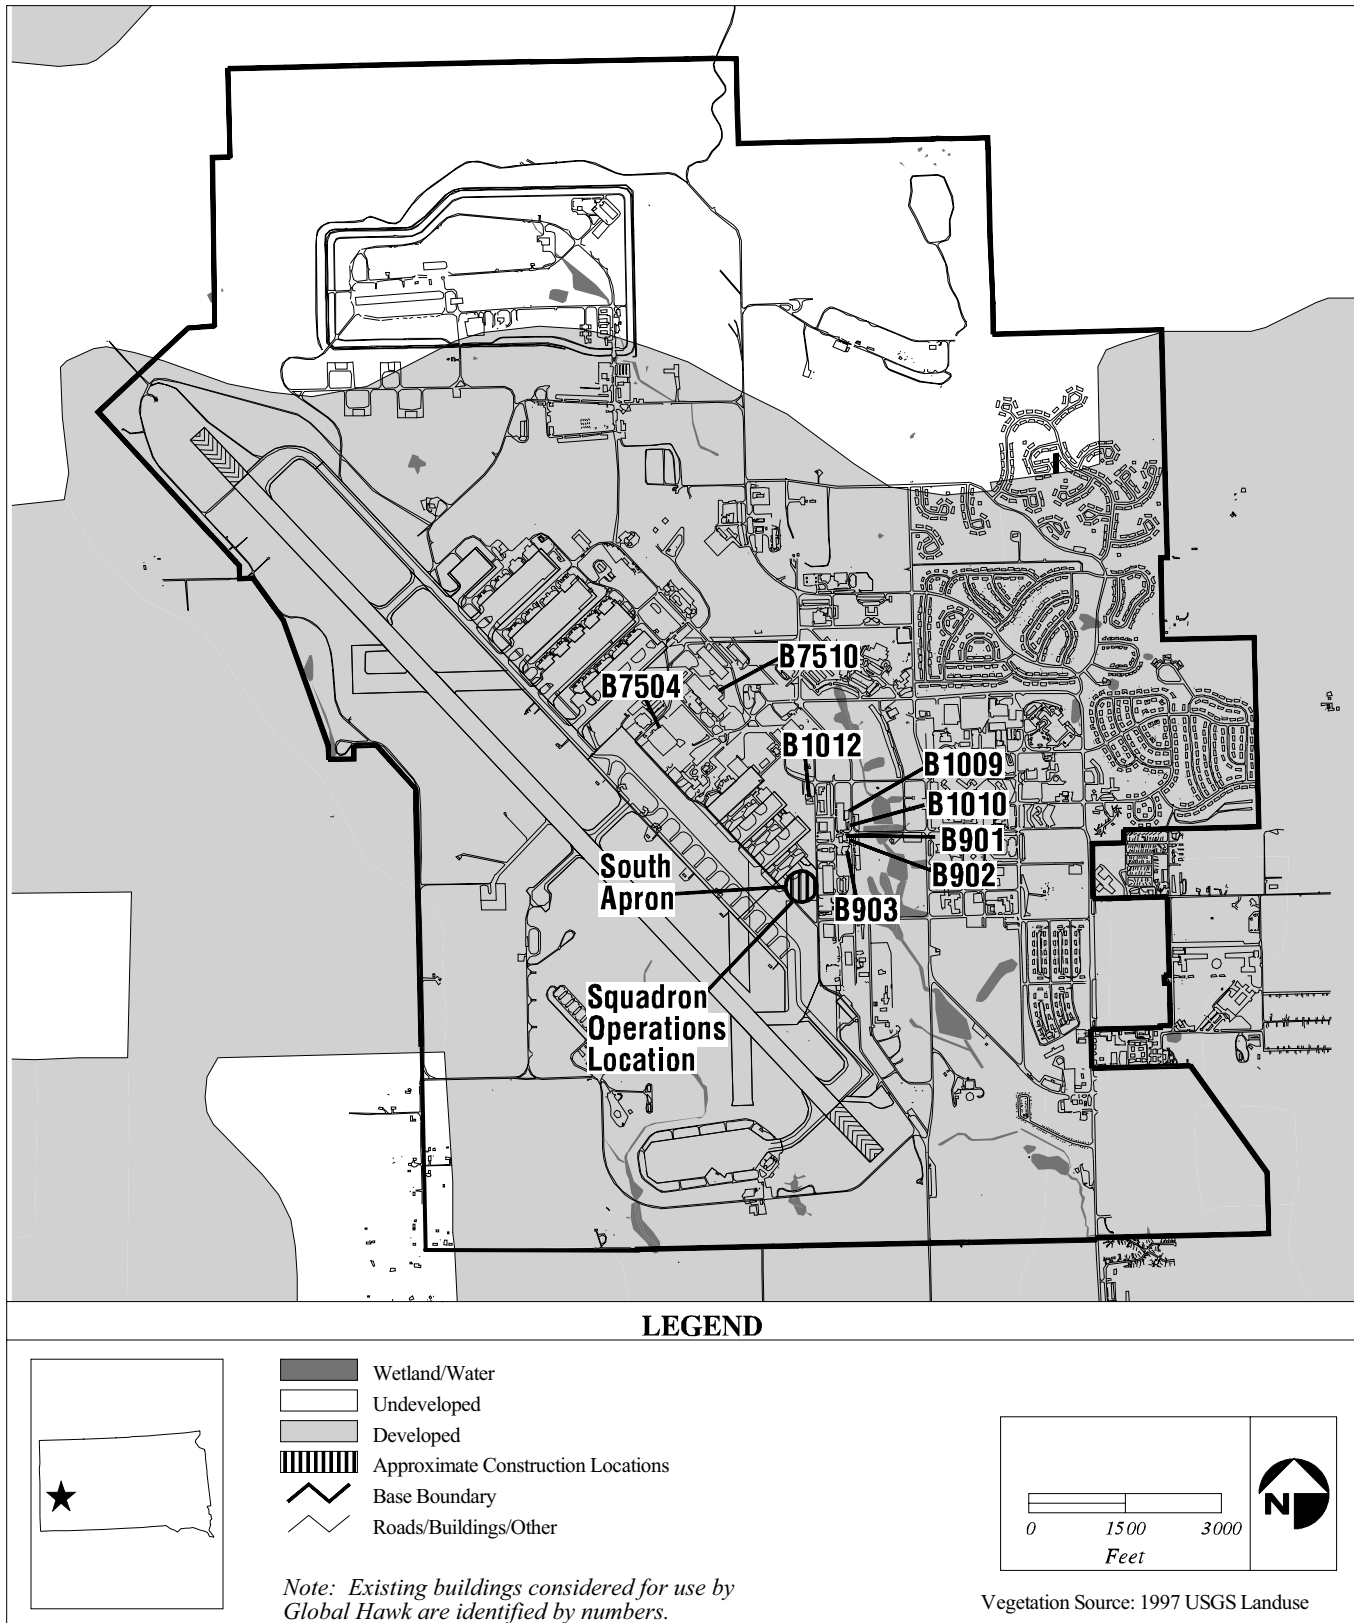 B7510
B7504
B1012
B1009
B1010
B901
B902
B903
South
Apron
Squadron
Operations
Location
LEGEND
Wetland/Water
Undeveloped
Developed
Approximate Construction Locations
Base Boundary
Roads/Buildings/Other
Note: Existing buildings considered for use by
Global Hawk are identified by numbers.
0 1500 3000
Feet
N
Vegetation Source: 1997 USGS Landuse